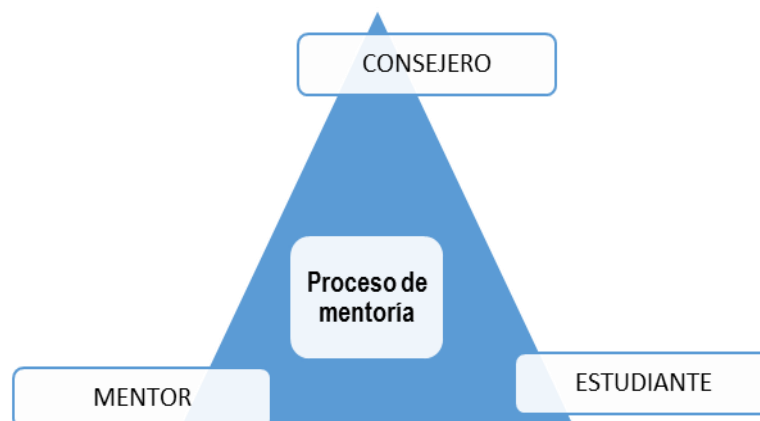 CONSEJERO
Proceso de
mentoría
MENTOR
ESTUDIANTE